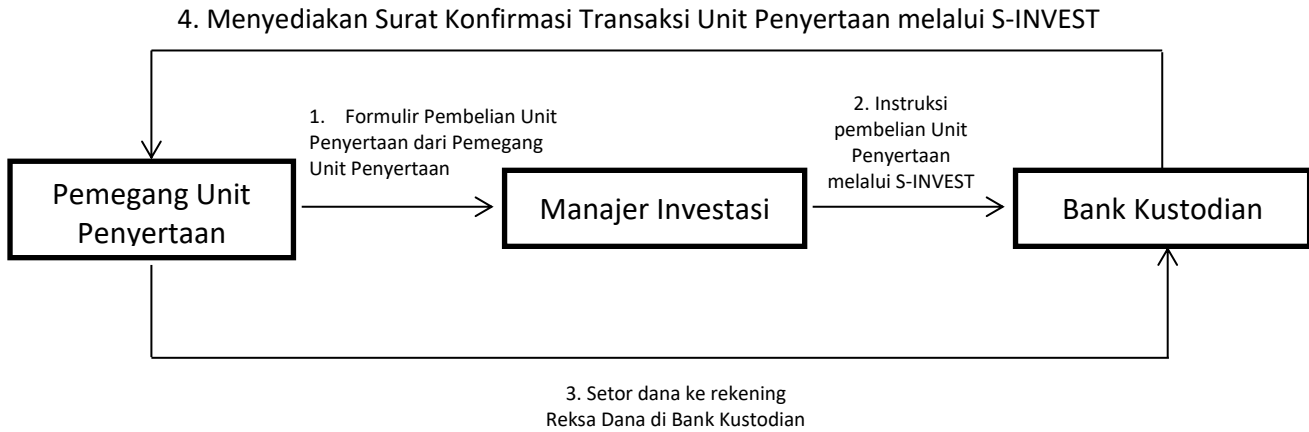 4. Menyediakan Surat Konfirmasi Transaksi Unit Penyertaan melalui S-INVEST
1. Formulir Pembelian Unit
Penyertaan dari Pemegang
Unit Penyertaan
2. Instruksi
pembelian Unit
Penyertaan
melalui S-INVEST
Pemegang Unit
Penyertaan
Manajer Investasi
Bank Kustodian
3. Setor dana ke rekening
Reksa Dana di Bank Kustodian